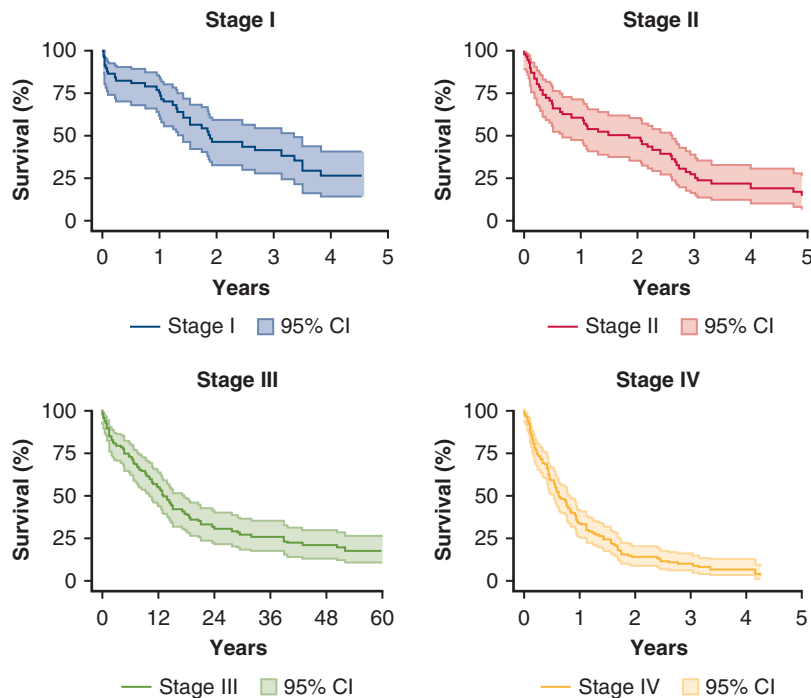 Stage I
Survival (%)
100
75
50
25
0
0 1 2 3 4 5
Years
Stage I 95% CI
Stage II
Survival (%)
100
75
50
25
0
0 1 2 3 4 5
Years
Stage II 95% CI
Stage III
Survival (%)
100
75
50
25
0
0 12 24 36 48 60
Years
Stage III 95% CI
Stage IV
Survival (%)
100
75
50
25
0
0 1 2 3 4 5
Years
Stage IV 95% CI